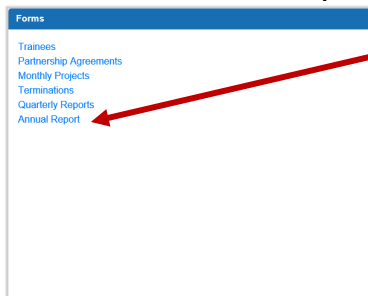 Forms
Trainees
Partnership Agreements
Monthly Projects
Terminations
Quarterly Reports
Annual Report